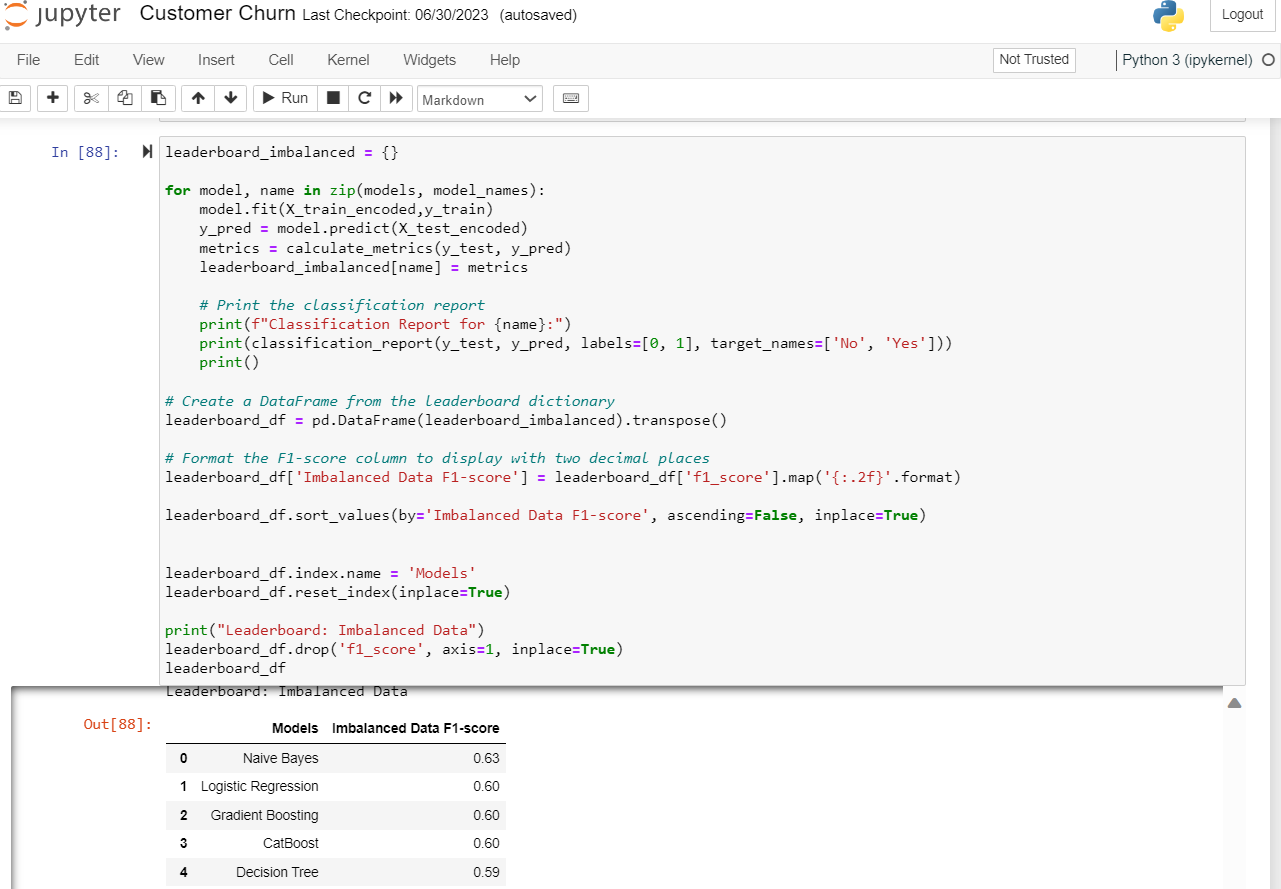 jupyter Customer Churn Last Checkpoint: 06/30/2023 (autosaved) Logout
File Edit View Insert Cell Kernel Widgets Help Not Trusted Python 3 (ipykernel)
Run Markdown
In [88]: leaderboard_imbalanced = {}
for model, name in zip(models, model_names):
    model.fit(X_train_encoded,y_train)
    y_pred = model.predict(X_test_encoded)
    metrics = calculate_metrics(y_test, y_pred)
    leaderboard_imbalanced[name] = metrics
    # Print the classification report
    print(f"Classification Report for {name}:")
    print(classification_report(y_test, y_pred, labels=[0, 1], target_names=['No', 'Yes']))
    print()
# Create a DataFrame from the leaderboard dictionary
leaderboard_df = pd.DataFrame(leaderboard_imbalanced).transpose()
# Format the F1-score column to display with two decimal places
leaderboard_df['Imbalanced Data F1-score'] = leaderboard_df['f1_score'].map('{:.2f}'.format)
leaderboard_df.sort_values(by='Imbalanced Data F1-score', ascending=False, inplace=True)
leaderboard_df.index.name = 'Models'
leaderboard_df.reset_index(inplace=True)
print("Leaderboard: Imbalanced Data")
leaderboard_df.drop('f1_score', axis=1, inplace=True)
leaderboard_df
Leaderboard: Imbalanced Data
Out[88]:
Models Imbalanced Data F1-score
0 Naive Bayes 0.63
1 Logistic Regression 0.60
2 Gradient Boosting 0.60
3 CatBoost 0.60
4 Decision Tree 0.59